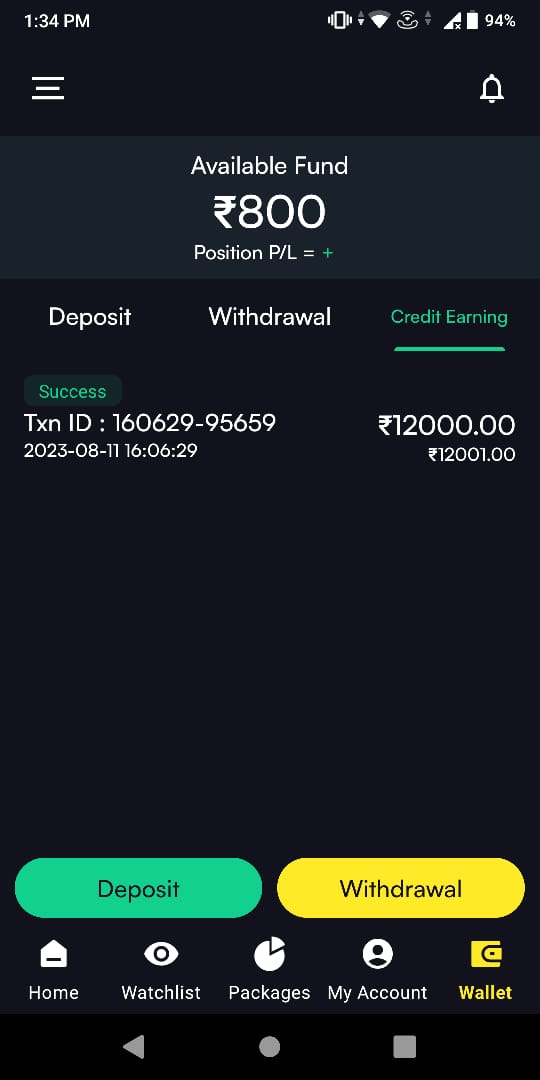 1:34 PM 94%
Available Fund
₹800
Position P/L = +
Deposit Withdrawal Credit Earning
Success
Txn ID : 160629-95659 ₹12000.00
2023-08-11 16:06:29 ₹12001.00
Deposit Withdrawal
Home Watchlist Packages My Account Wallet